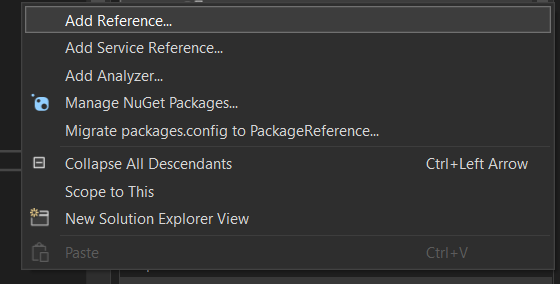 Add Reference...
Add Service Reference...
Add Analyzer...
Manage NuGet Packages...
Migrate packages.config to PackageReference...
Collapse All Descendants Ctrl+Left Arrow
Scope to This
New Solution Explorer View
Paste Ctrl+V